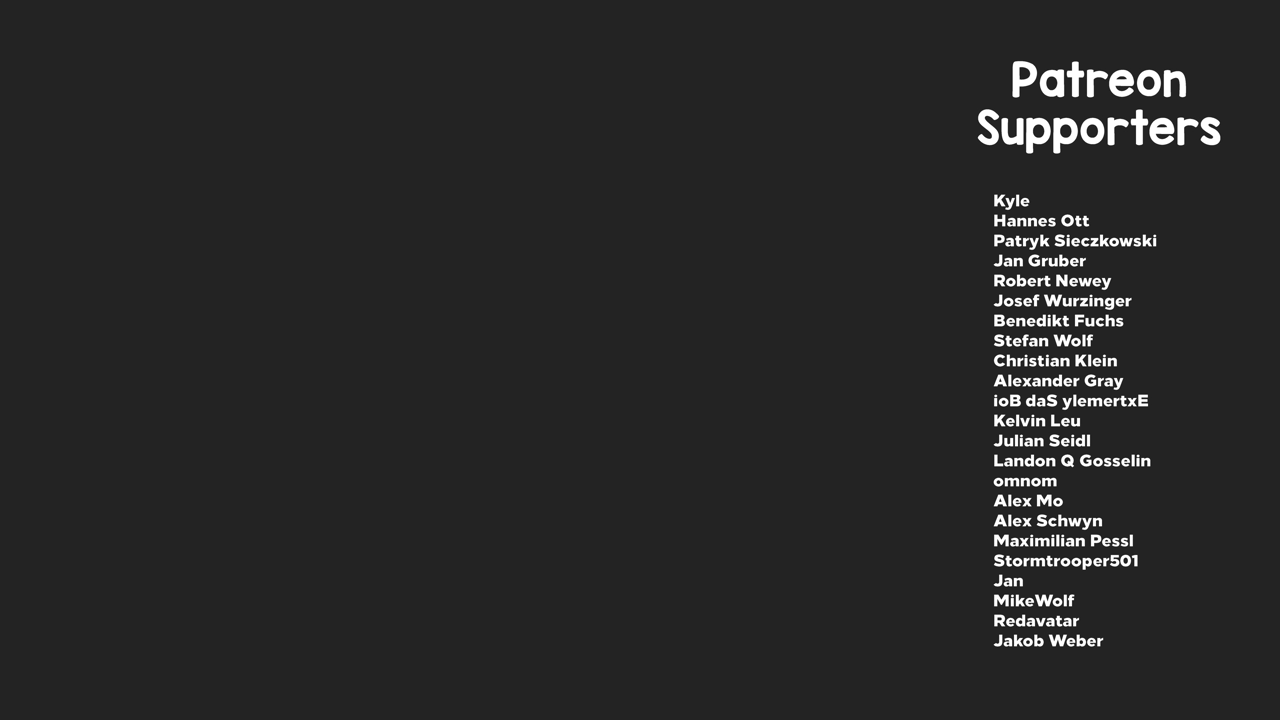 Patreon
Supporters
Kyle
Hannes Ott
Patryk Sieczkowski
Jan Gruber
Robert Newey
Josef Wurzinger
Benedikt Fuchs
Stefan Wolf
Christian Klein
Alexander Gray
ioB daS ylemertxE
Kelvin Leu
Julian Seidl
Landon Q Gosselin
omnom
Alex Mo
Alex Schwyn
Maximilian Pessl
Stormtrooper501
Jan
MikeWolf
Redavatar
Jakob Weber